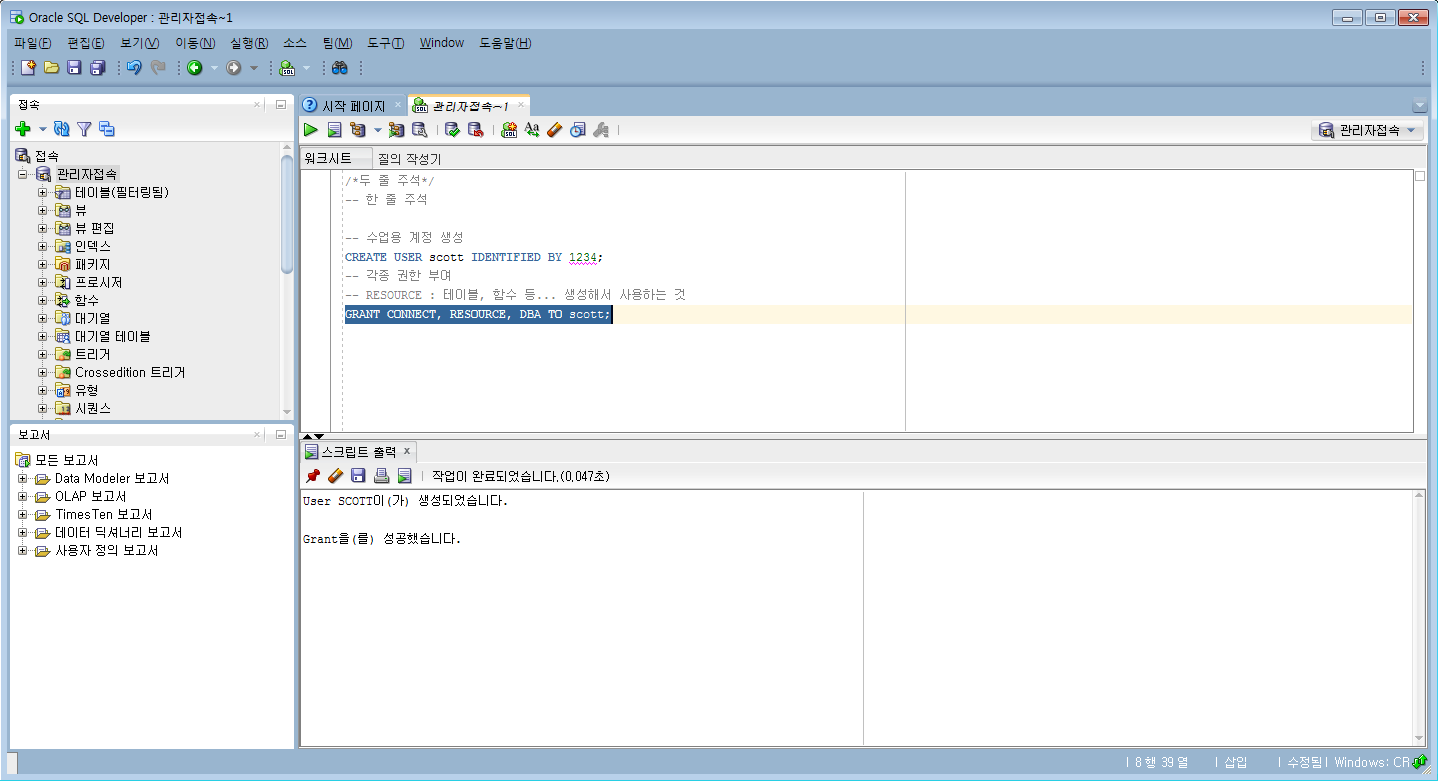 Oracle SQL Developer : 관리자접속~1
파일(F) 편집(E) 보기(V) 이동(N) 실행(R) 소스 팀(M) 도구(T) Window 도움말(H)
접속
접속
관리자접속
테이블(필터링됨)
뷰
뷰 편집
인덱스
패키지
프로시저
함수
대기열
대기열 테이블
트리거
Crossedition 트리거
유형
시퀀스
보고서
모든 보고서
Data Modeler 보고서
OLAP 보고서
TimesTen 보고서
데이터 딕셔너리 보고서
사용자 정의 보고서
시작 페이지 관리자접속~1
관리자접속
워크시트 질의 작성기
/*두 줄 주석*/
-- 한 줄 주석
-- 수업용 계정 생성
CREATE USER scott IDENTIFIED BY 1234;
-- 각종 권한 부여
-- RESOURCE : 테이블, 함수 등... 생성해서 사용하는 것
GRANT CONNECT, RESOURCE, DBA TO scott;
스크립트 출력
작업이 완료되었습니다.(0.047초)
User SCOTT이(가) 생성되었습니다.
Grant을(를) 성공했습니다.
8 행 39 열 삽입 수정됨 Windows: CR